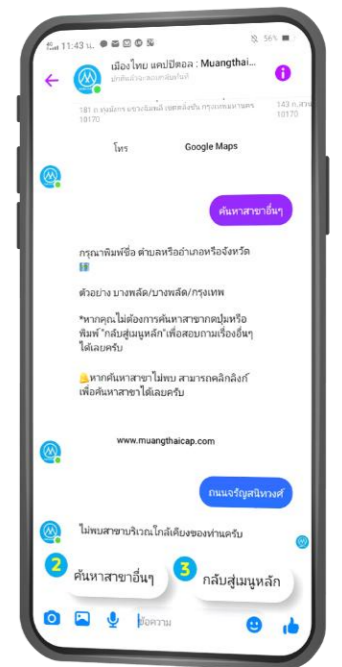 11:43 น.
56%
เมืองไทย แคปปิตอล : Muangthai...
10170
143 ถ.สวน
10170
โทร
Google Maps
ค้นหาสาขาอื่นๆ
กรุณาพิมพ์ชื่อ ตำบลหรืออำเภอหรือจังหวัด
ตัวอย่าง บางพลัด/บางพลัด/กรุงเทพ
*หากคุณไม่ต้องการค้นหาสาขากดปุ่มหรือ
พิมพ์ "กลับสู่เมนูหลัก"เพื่อสอบถามเรื่องอื่นๆ
ได้เลยครับ
หากค้นหาสาขาไม่พบ สามารถคลิกลิงก์
เพื่อค้นหาสาขาได้เลยครับ
www.muangthaicap.com
ถนนจรัญสนิทวงศ์
ไม่พบสาขาบริเวณใกล้เคียงของท่านครับ
2
ค้นหาสาขาอื่นๆ
3
กลับสู่เมนูหลัก
ข้อความ